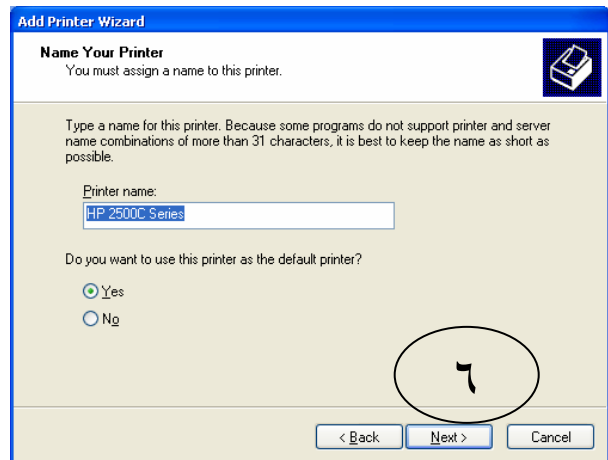 Add Printer Wizard
Name Your Printer
You must assign a name to this printer.
Type a name for this printer. Because some programs do not support printer and server
name combinations of more than 31 characters, it is best to keep the name as short as
possible.
Printer name:
HP 2500C Series
Do you want to use this printer as the default printer?
Yes
No
٦
< Back
Next >
Cancel